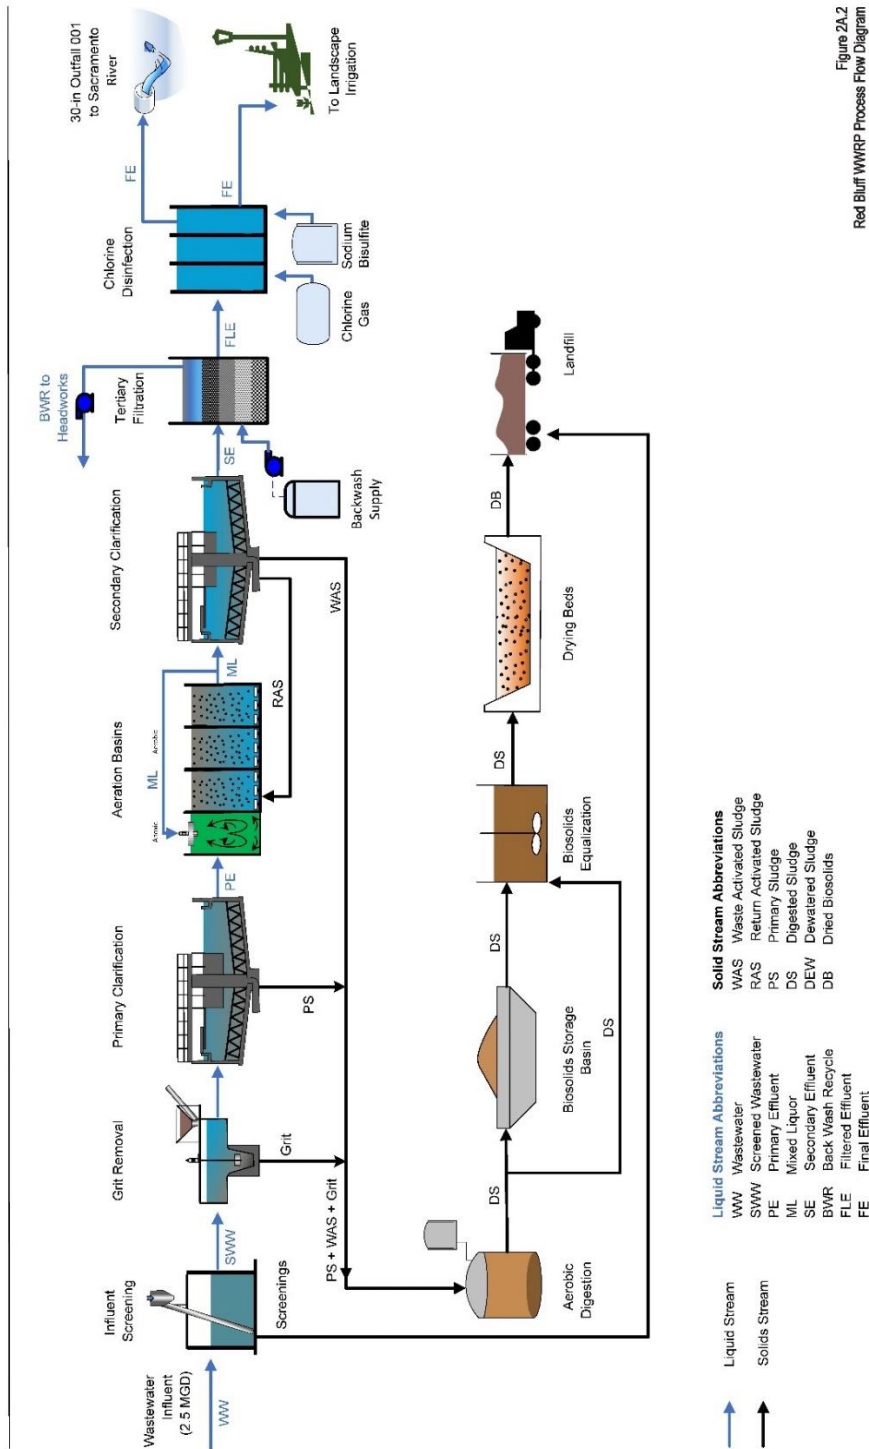 Wastewater
Influent
(2.5 MGD)
WW
Influent
Screening
Screenings
SWW
Grit Removal
Grit
Primary Clarification
PS
PE
Aeration Basins
Anoxic
Aerobic
ML
ML
RAS
Secondary Clarification
WAS
SE
Backwash
Supply
BWR to
Headworks
Tertiary
Filtration
FLE
Chlorine
Disinfection
Chlorine
Gas
Sodium
Bisulfite
FE
FE
30-in Outfall 001
to Sacramento
River
To Landscape
Irrigation
PS + WAS + Grit
Aerobic
Digestion
DS
DS
Biosolids Storage
Basin
DS
Biosolids
Equalization
DS
Drying Beds
DB
Landfill
Liquid Stream
Solids Stream
Liquid Stream Abbreviations
WW Wastewater
SWW Screened Wastewater
PE Primary Effluent
ML Mixed Liquor
SE Secondary Effluent
BWR Back Wash Recycle
FLE Filtered Effluent
FE Final Effluent
Solid Stream Abbreviations
WAS Waste Activated Sludge
RAS Return Activated Sludge
PS Primary Sludge
DS Digested Sludge
DEW Dewatered Sludge
DB Dried Biosolids
Figure 2A.2
Red Bluff WWRP Process Flow Diagram